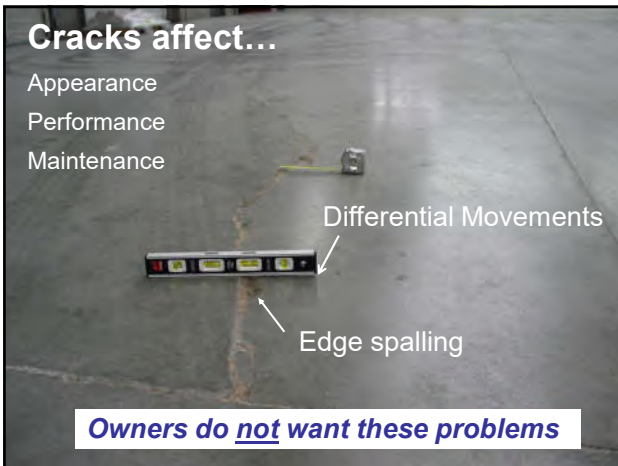 Cracks affect…
Appearance
Performance
Maintenance
Differential Movements
Edge spalling
Owners do not want these problems